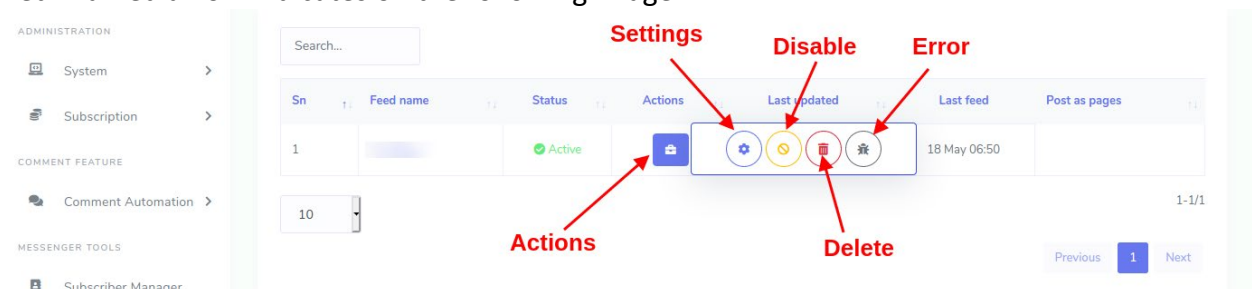 ADMINISTRATION
System
Subscription
COMMENT FEATURE
Comment Automation
MESSENGER TOOLS
Subscriber Manager
Search...
Settings
Disable
Error
Sn Feed name Status Actions Last updated Last feed Post as pages
1 Active 18 May 06:50
10
1-1/1
Actions
Delete
Previous 1 Next